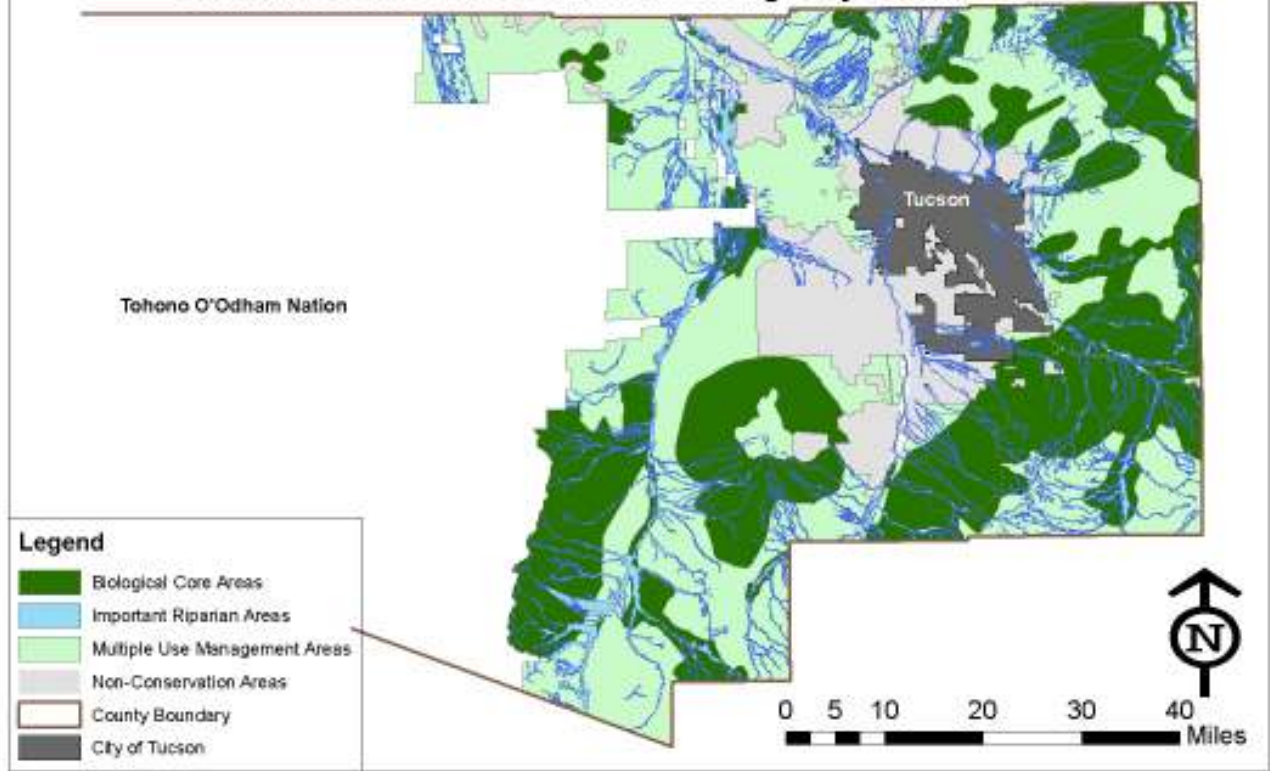 Tucson
Tohono O'Odham Nation
Legend
Biological Core Areas
Important Riparian Areas
Multiple Use Management Areas
Non-Conservation Areas
County Boundary
City of Tucson
N
0 5 10 20 30 40
Miles